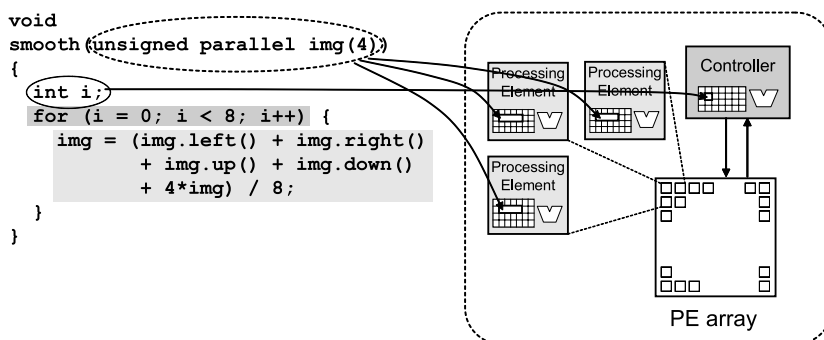 void
smooth(unsigned parallel img(4))
{
int i;
for (i = 0; i < 8; i++) {
img = (img.left() + img.right()
+ img.up() + img.down()
+ 4*img) / 8;
}
}
Processing
Element
Processing
Element
Controller
Processing
Element
PE array